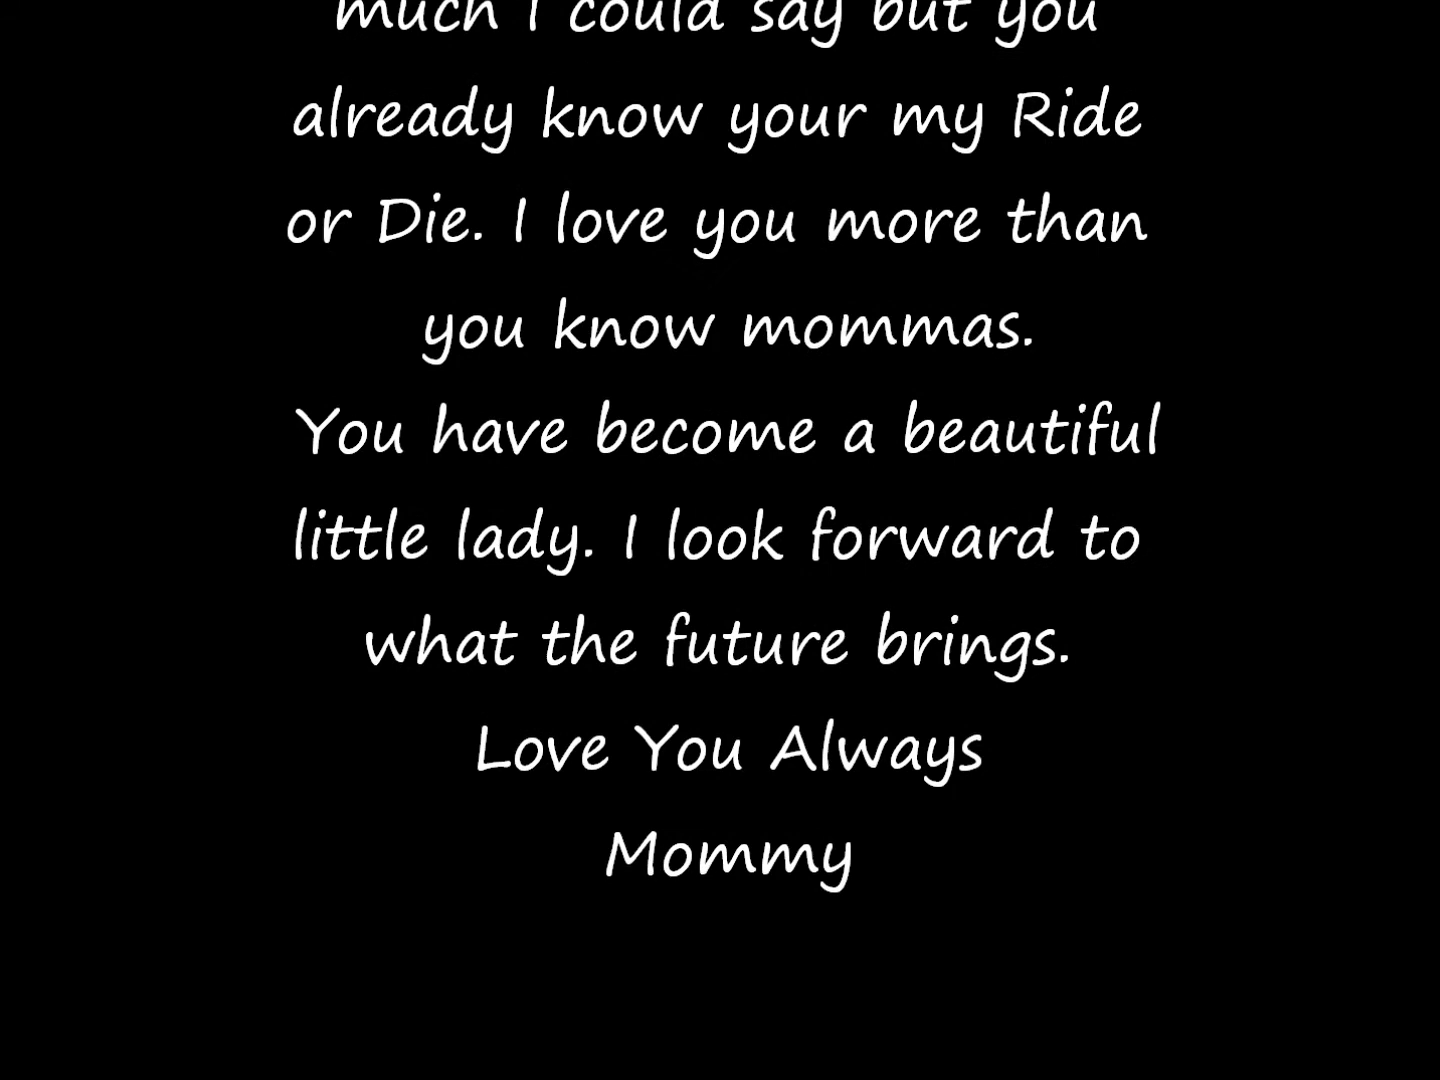 much I could say but you
already know your my Ride
or Die. I love you more than
you know mommas.
You have become a beautiful
little lady. I look forward to
what the future brings.
Love You Always
Mommy